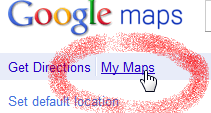 Google maps
Get Directions My Maps
Set default location